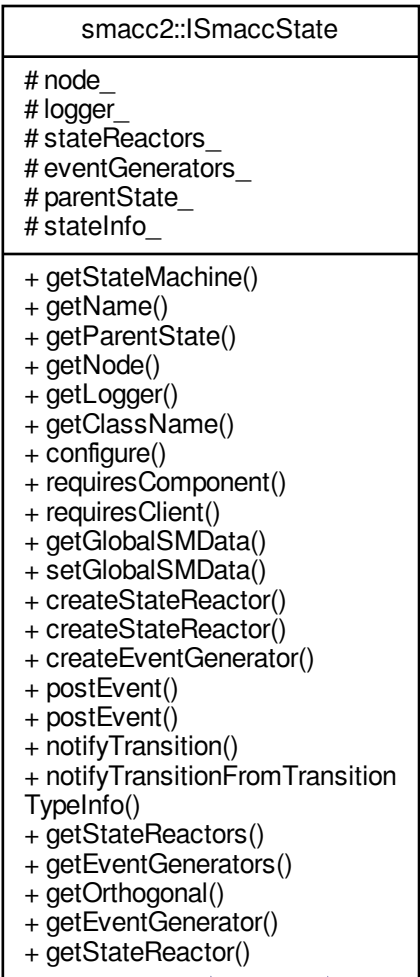 smacc2::ISmaccState
# node_
# logger_
# stateReactors_
# eventGenerators_
# parentState_
# stateInfo_
+ getStateMachine()
+ getName()
+ getParentState()
+ getNode()
+ getLogger()
+ getClassName()
+ configure()
+ requiresComponent()
+ requiresClient()
+ getGlobalSMData()
+ setGlobalSMData()
+ createStateReactor()
+ createStateReactor()
+ createEventGenerator()
+ postEvent()
+ postEvent()
+ notifyTransition()
+ notifyTransitionFromTransition
TypeInfo()
+ getStateReactors()
+ getEventGenerators()
+ getOrthogonal()
+ getEventGenerator()
+ getStateReactor()